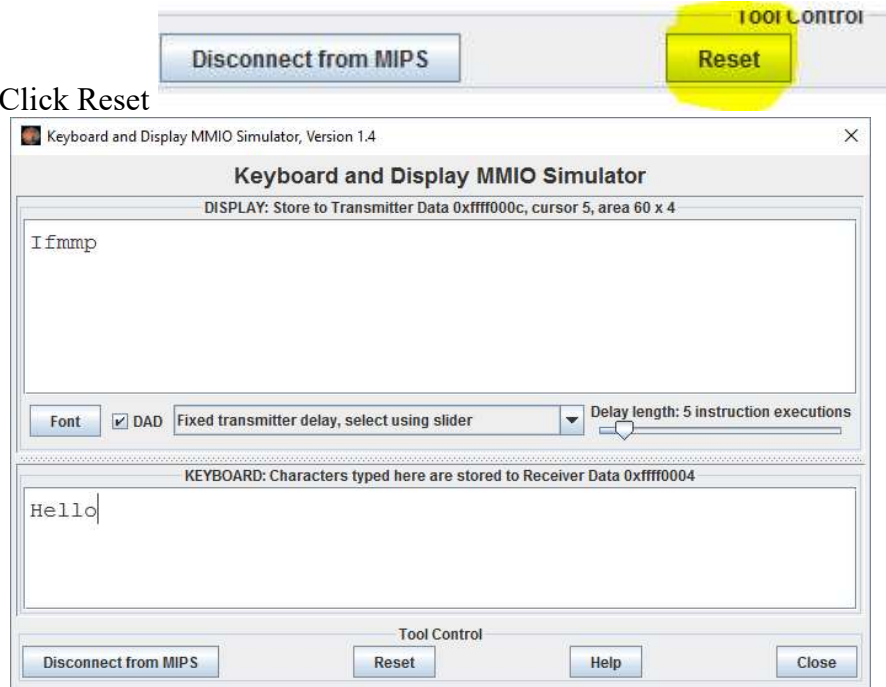 Tool Control
Disconnect from MIPS
Reset
Click Reset
Keyboard and Display MMIO Simulator, Version 1.4
Keyboard and Display MMIO Simulator
DISPLAY: Store to Transmitter Data 0xffff000c, cursor 5, area 60 x 4
Ifmmp
Font
DAD
Fixed transmitter delay, select using slider
Delay length: 5 instruction executions
KEYBOARD: Characters typed here are stored to Receiver Data 0xffff0004
Hello
Tool Control
Disconnect from MIPS
Reset
Help
Close